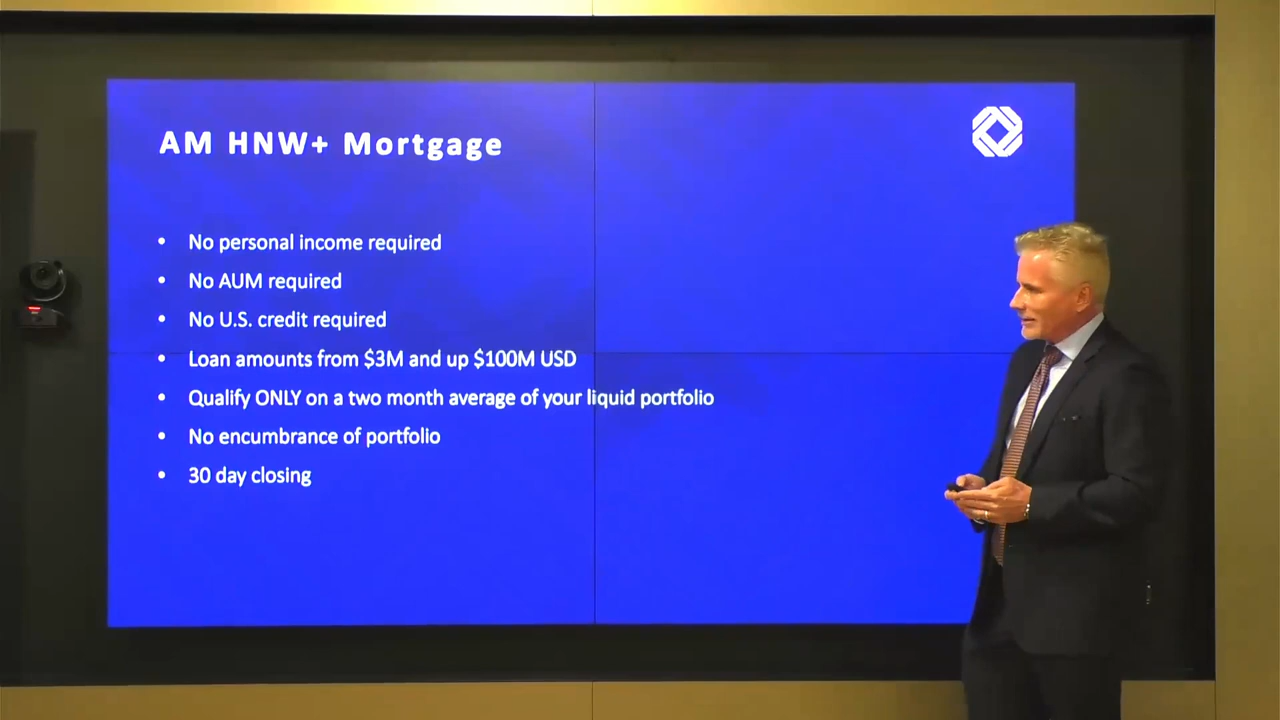 AM HNW+ Mortgage
• No personal income required
• No AUM required
• No U.S. credit required
• Loan amounts from $3M and up $100M USD
• Qualify ONLY on a two month average of your liquid portfolio
• No encumbrance of portfolio
• 30 day closing